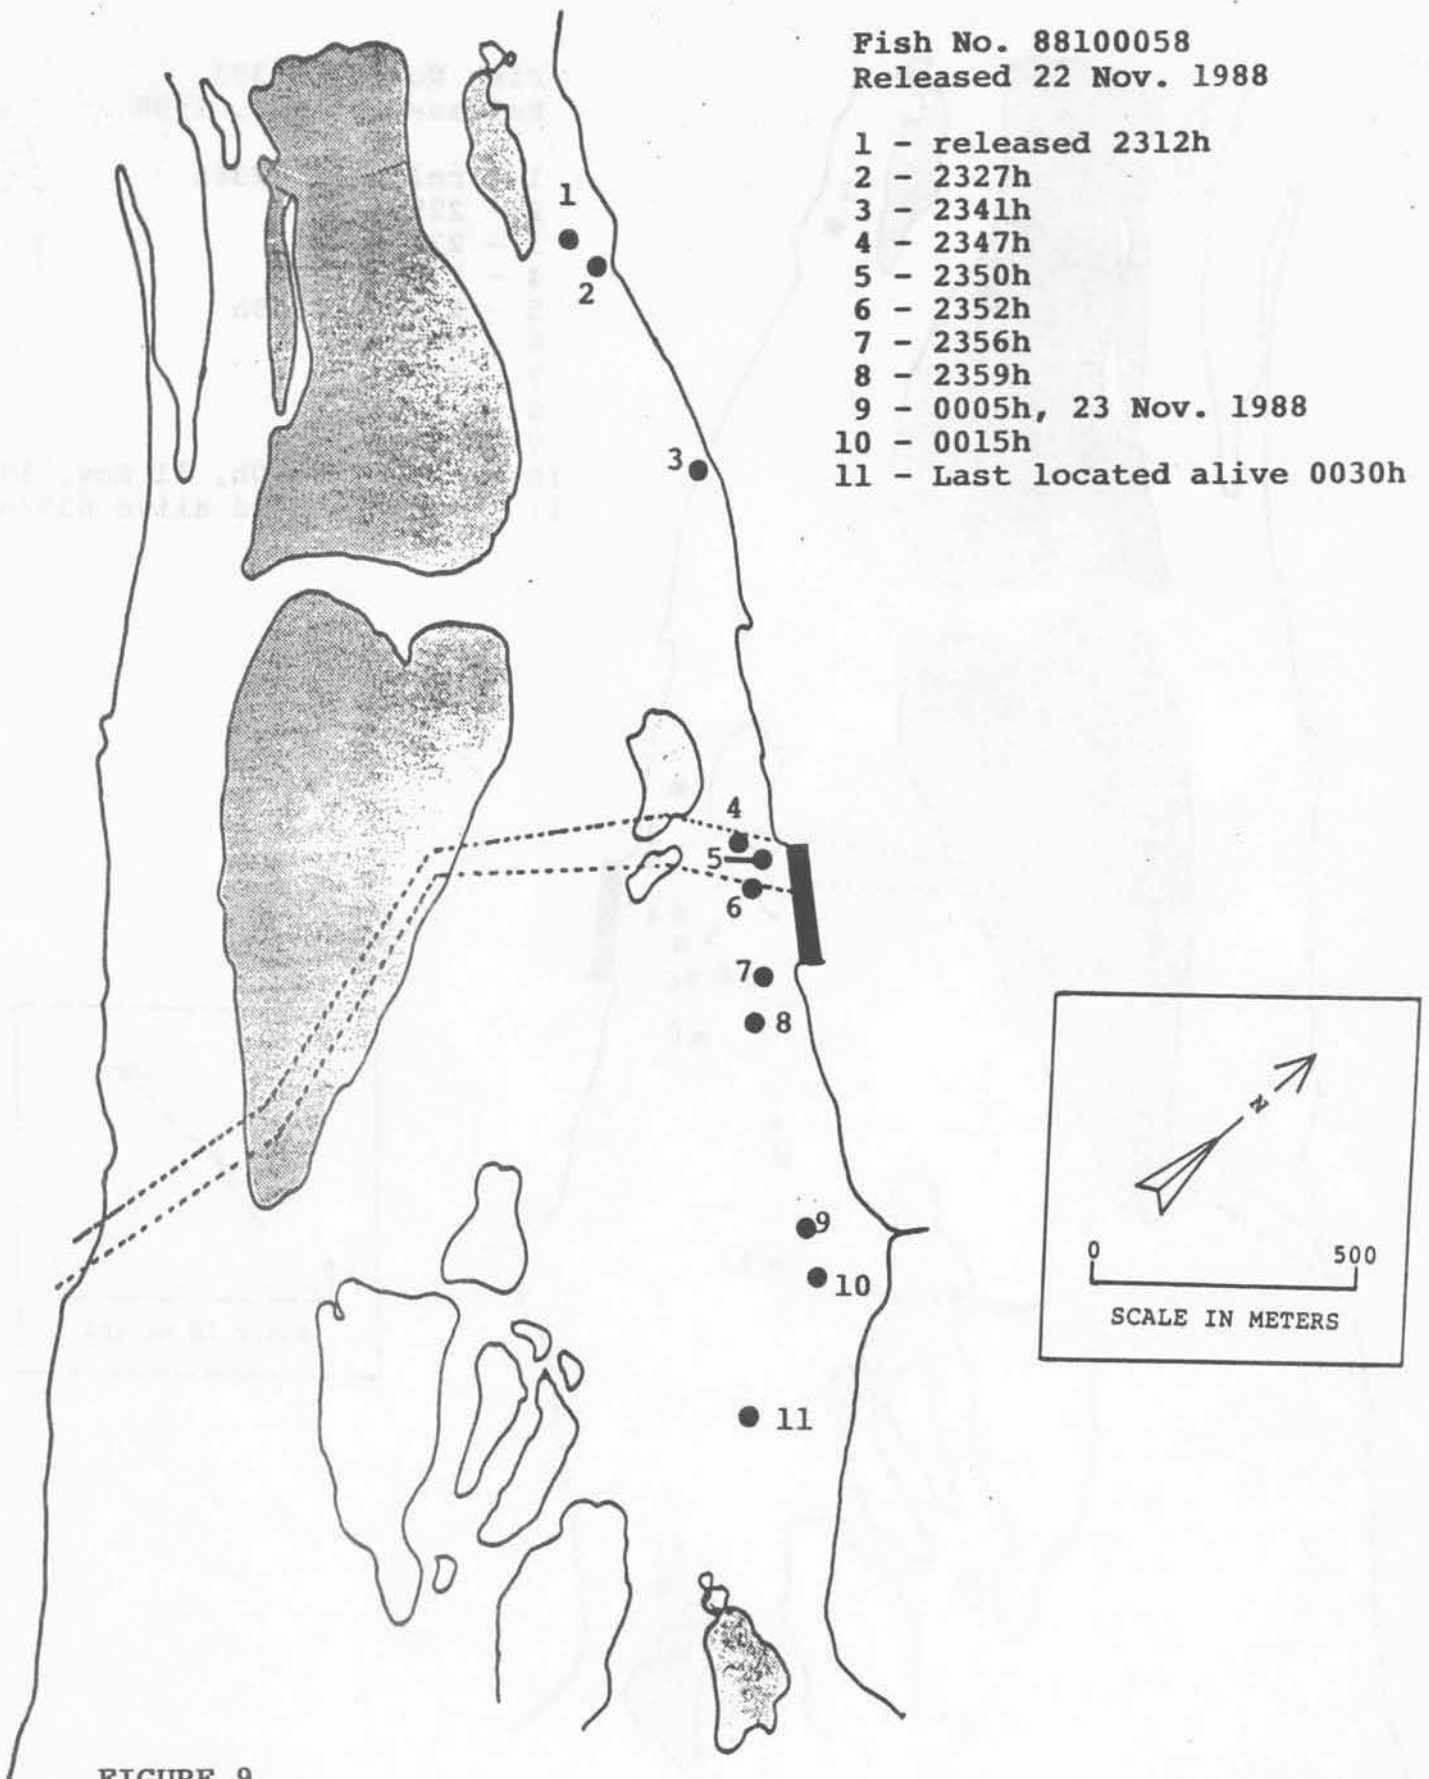 Fish No. 88100058
Released 22 Nov. 1988
1 - released 2312h
2 - 2327h
3 - 2341h
4 - 2347h
5 - 2350h
6 - 2352h
7 - 2356h
8 - 2359h
9 - 0005h, 23 Nov. 1988
10 - 0015h
11 - Last located alive 0030h
1
2
3
4
5
6
7
8
9
10
11
N
0 500
SCALE IN METERS
FIGURE 9